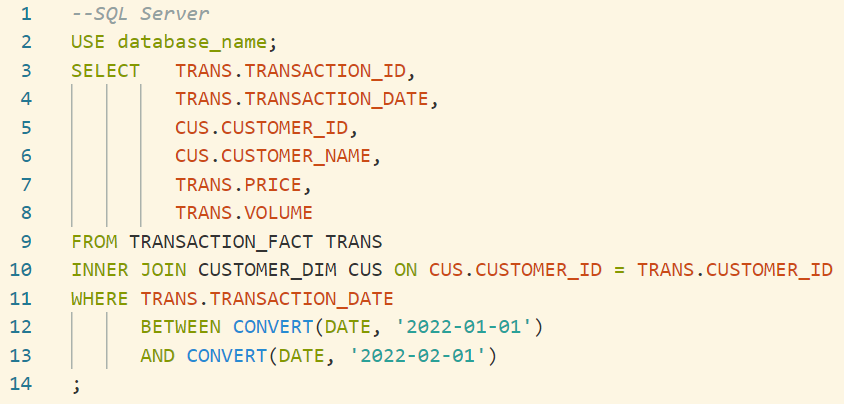 1 --SQL Server
2 USE database_name;
3 SELECT TRANS.TRANSACTION_ID,
4 TRANS.TRANSACTION_DATE,
5 CUS.CUSTOMER_ID,
6 CUS.CUSTOMER_NAME,
7 TRANS.PRICE,
8 TRANS.VOLUME
9 FROM TRANSACTION_FACT TRANS
10 INNER JOIN CUSTOMER_DIM CUS ON CUS.CUSTOMER_ID = TRANS.CUSTOMER_ID
11 WHERE TRANS.TRANSACTION_DATE
12 BETWEEN CONVERT(DATE, '2022-01-01')
13 AND CONVERT(DATE, '2022-02-01')
14 ;